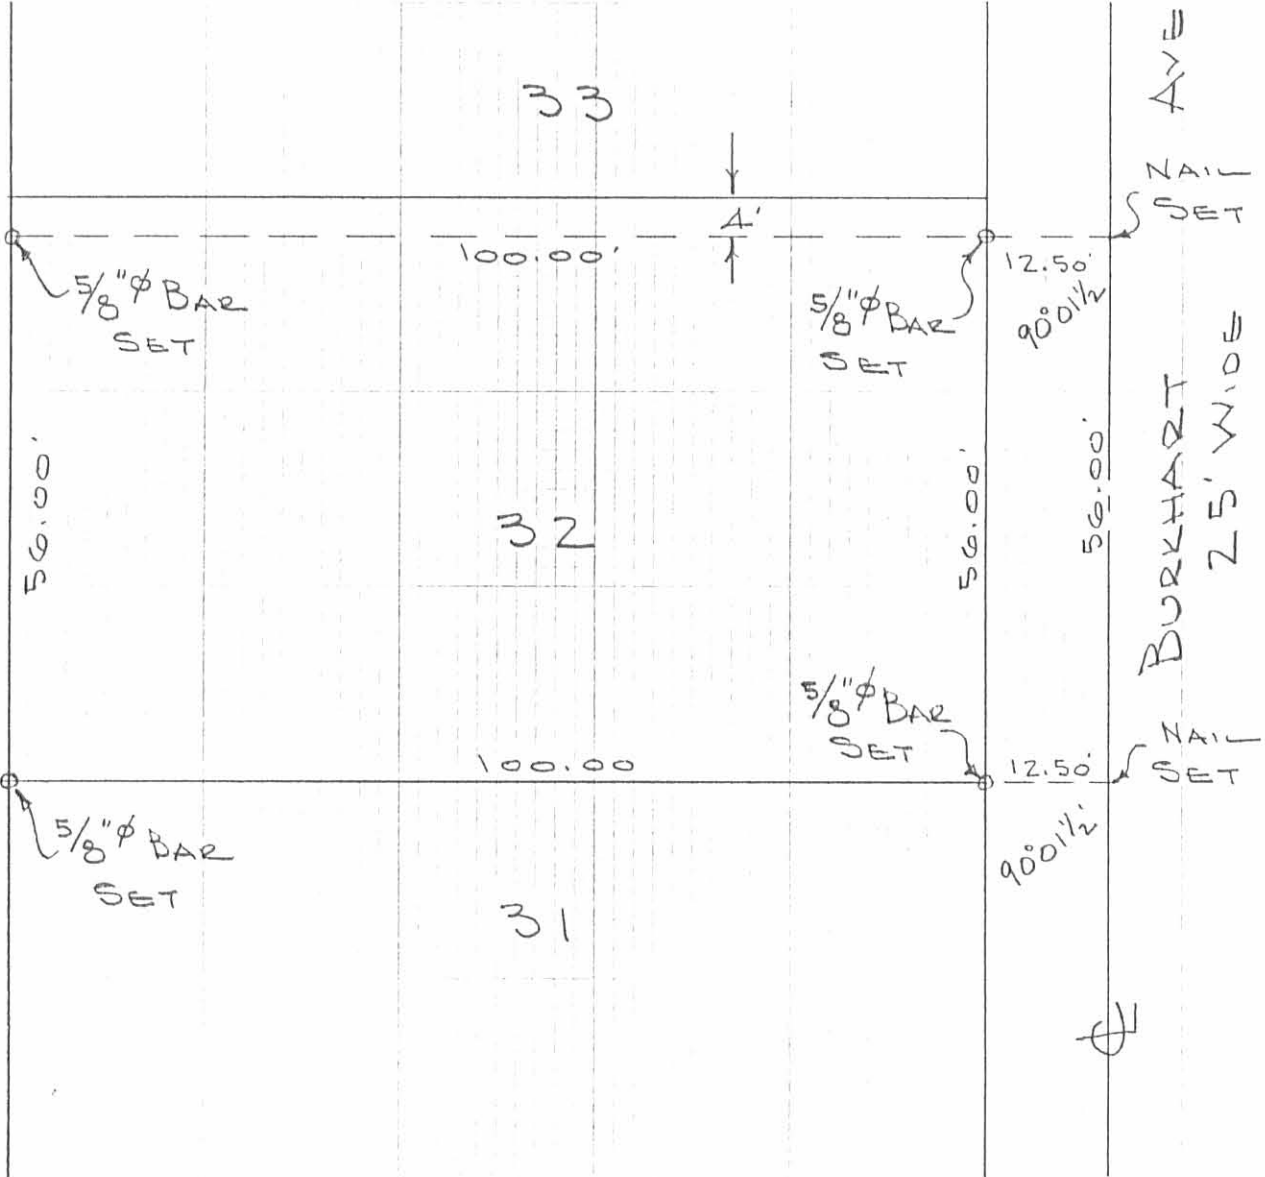 33
AVE
NAIL
SET
4'
100.00'
12.50'
90°01½'
5/8"φ BAR
SET
5/8"φ BAR
SET
56.00'
32
56.00'
56.00'
BURKHART
25' WIDE
5/8"φ BAR
SET
NAIL
SET
100.00
12.50'
90°01½'
5/8"φ BAR
SET
31
℄